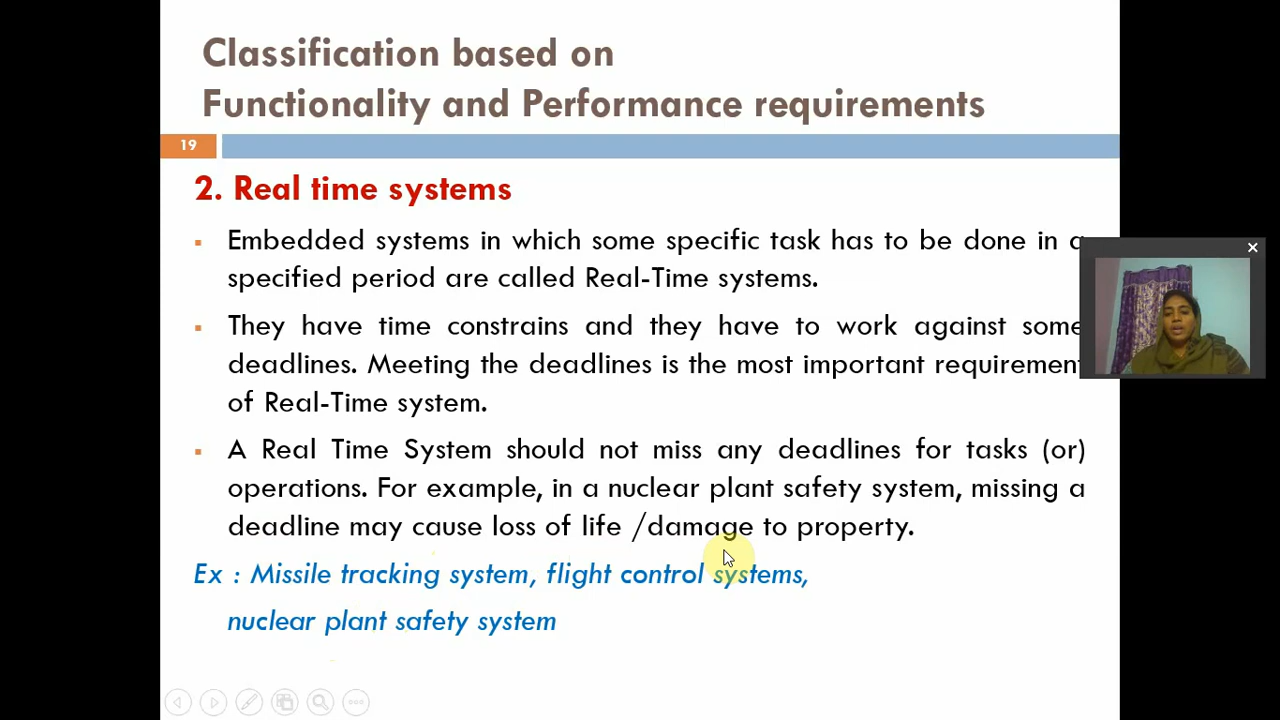 Classification based on
Functionality and Performance requirements
19
2. Real time systems
Embedded systems in which some specific task has to be done in a
specified period are called Real-Time systems.
They have time constrains and they have to work against some
deadlines. Meeting the deadlines is the most important requirement
of Real-Time system.
A Real Time System should not miss any deadlines for tasks (or)
operations. For example, in a nuclear plant safety system, missing a
deadline may cause loss of life /damage to property.
Ex : Missile tracking system, flight control systems,
nuclear plant safety system